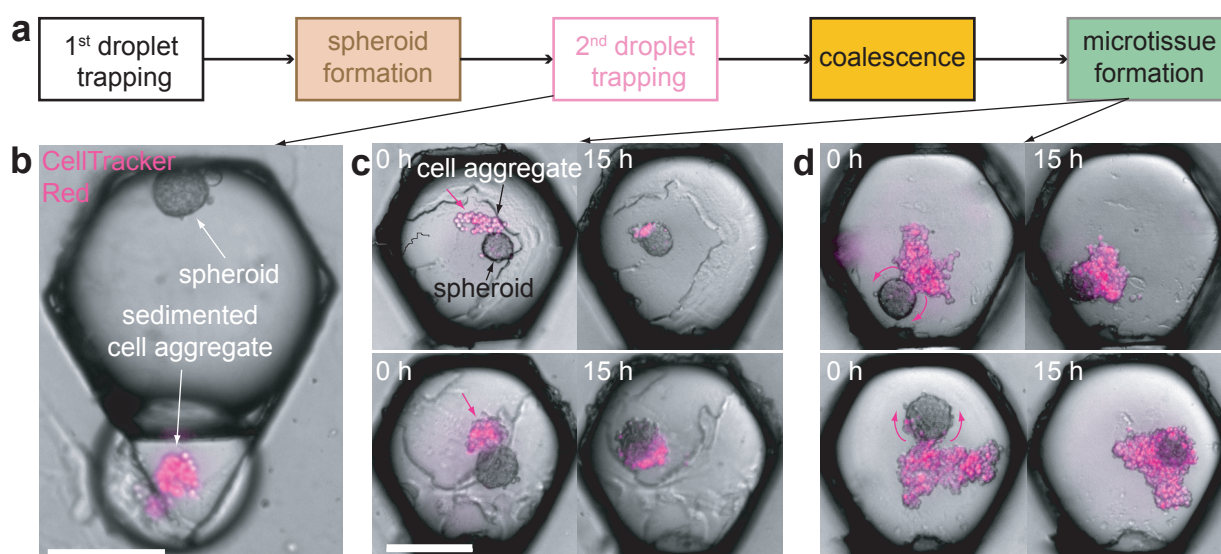 a
1st droplet
trapping
spheroid
formation
2nd droplet
trapping
coalescence
microtissue
formation
b
CellTracker
Red
spheroid
sedimented
cell aggregate
c
0 h
cell aggregate
spheroid
15 h
0 h
15 h
d
0 h
15 h
0 h
15 h